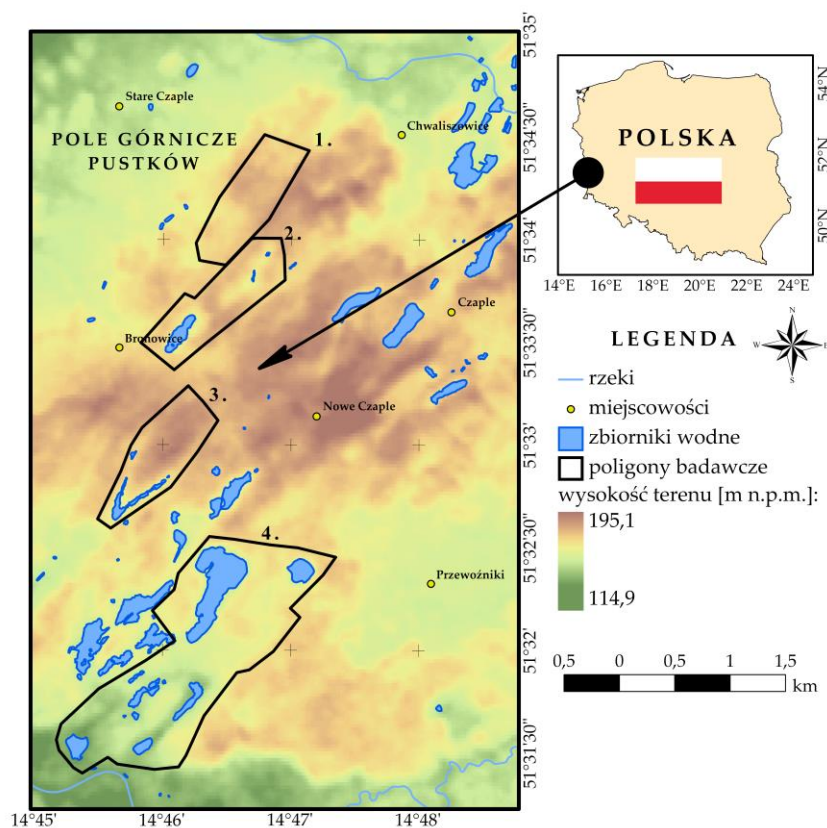 51°35'
Stare Czaple
POLE GÓRNICZE
PUSTKÓW
1.
Chwaliszowice
51°34'30"
2.
51°34'
Czaple
Bronowice
51°33'30"
3.
Nowe Czaple
51°33'
4.
51°32'30"
Przewoźniki
51°32'
51°31'30"
14°45' 14°46' 14°47' 14°48'
POLSKA
54°N
52°N
50°N
14°E 16°E 18°E 20°E 22°E 24°E
LEGENDA
N
W E
S
rzeki
miejscowości
zbiorniki wodne
poligony badawcze
wysokość terenu [m n.p.m.]:
195,1
114,9
0,5 0 0,5 1 1,5
km